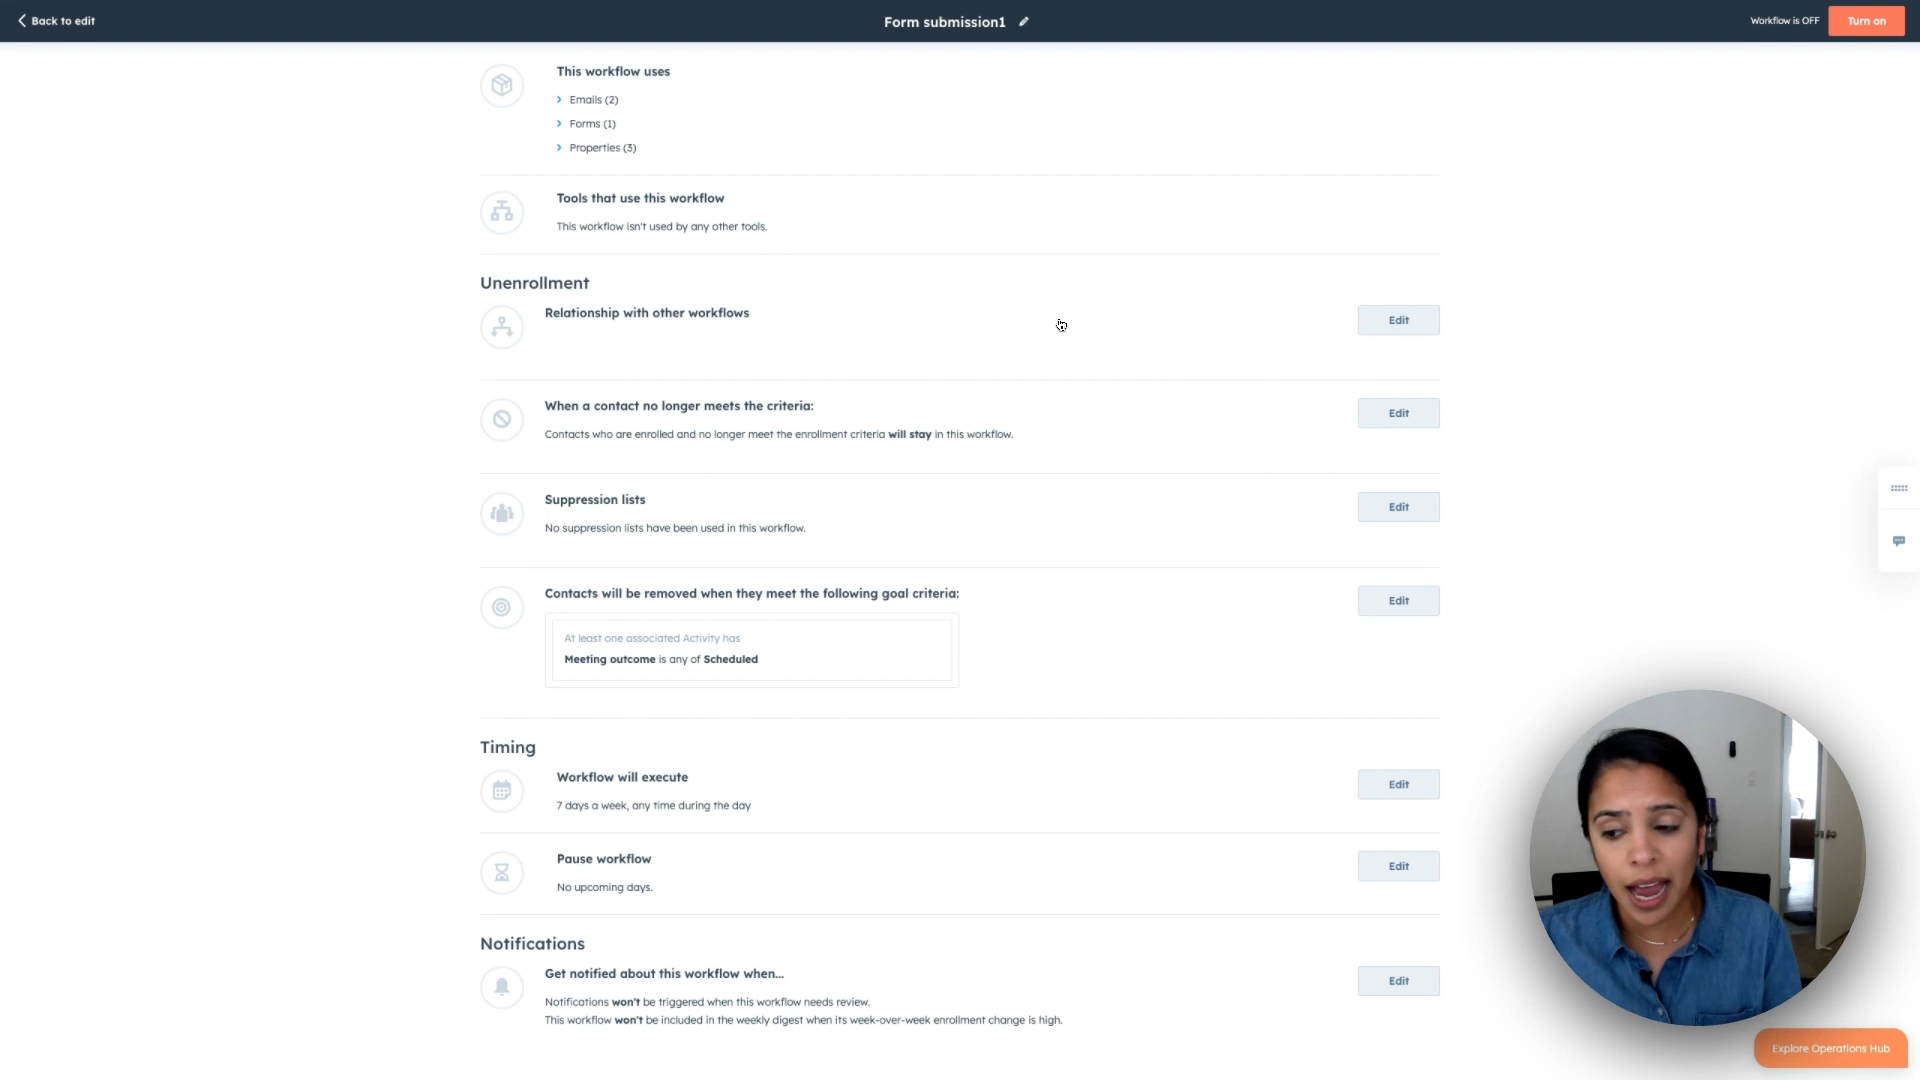 Back to edit
Form submission1
Workflow is OFF
Turn on
This workflow uses
Emails (2)
Forms (1)
Properties (3)
Tools that use this workflow
This workflow isn't used by any other tools.
Unenrollment
Relationship with other workflows
Edit
When a contact no longer meets the criteria:
Edit
Contacts who are enrolled and no longer meet the enrollment criteria will stay in this workflow.
Suppression lists
Edit
No suppression lists have been used in this workflow.
Contacts will be removed when they meet the following goal criteria:
Edit
At least one associated Activity has
Meeting outcome is any of Scheduled
Timing
Workflow will execute
Edit
7 days a week, any time during the day
Pause workflow
Edit
No upcoming days.
Notifications
Get notified about this workflow when...
Edit
Notifications won't be triggered when this workflow needs review.
This workflow won't be included in the weekly digest when its week-over-week enrollment change is high.
Explore Operations Hub